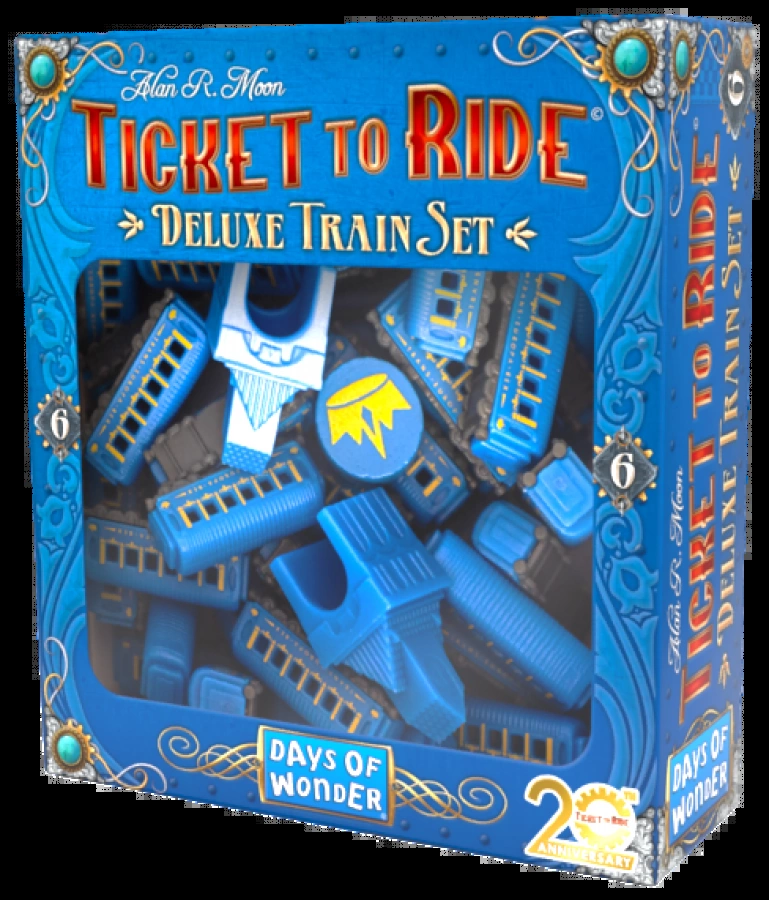 Alan R. Moon
TICKET TO RIDE©
DELUXE TRAIN SET
6
6
DAYS OF
WONDER
20
TICKET TO RIDE
ANNIVERSARY
6
TICKET TO RIDE
DELUXE TRAIN SET
Alan R. Moon
DAYS OF
WONDER